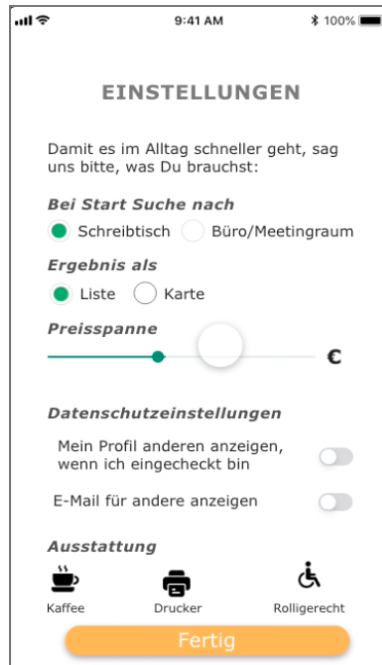 9:41 AM 100%
EINSTELLUNGEN
Damit es im Alltag schneller geht, sag
uns bitte, was Du brauchst:
Bei Start Suche nach
Schreibtisch Büro/Meetingraum
Ergebnis als
Liste Karte
Preisspanne
€
Datenschutzeinstellungen
Mein Profil anderen anzeigen,
wenn ich eingecheckt bin
E-Mail für andere anzeigen
Ausstattung
Kaffee Drucker Rolligerecht
Fertig